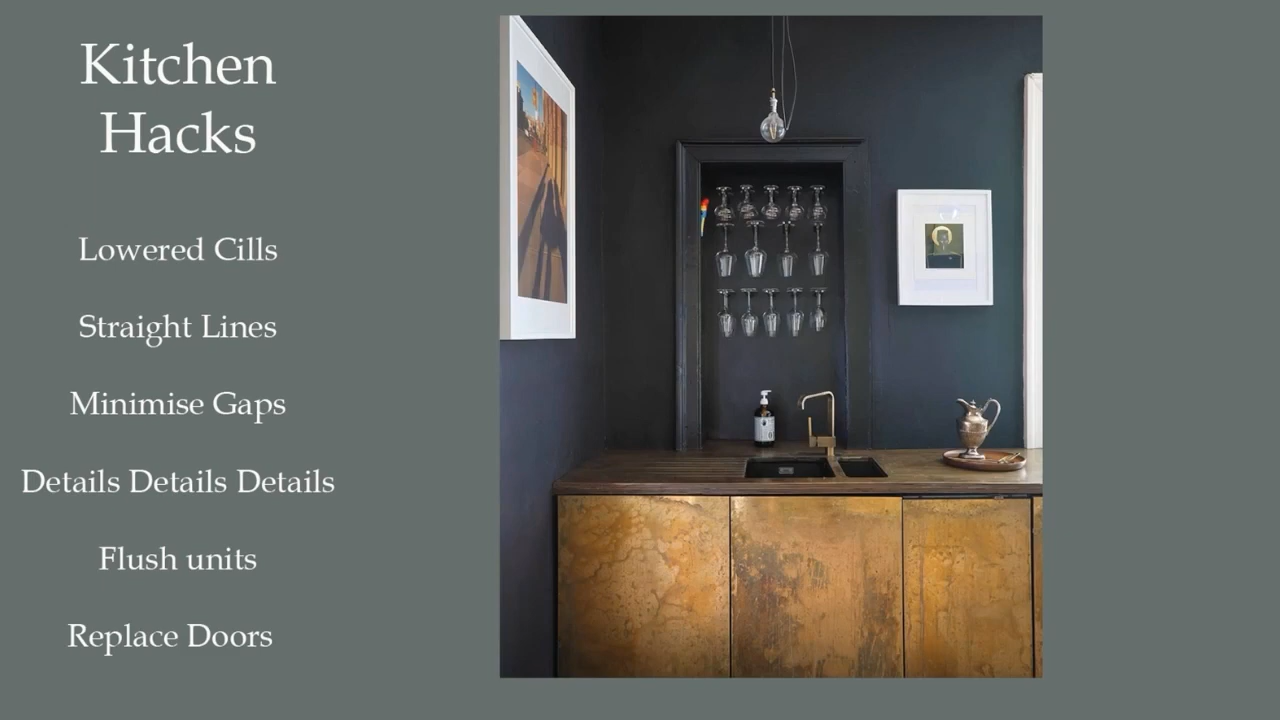 Kitchen
Hacks
Lowered Cills
Straight Lines
Minimise Gaps
Details Details Details
Flush units
Replace Doors